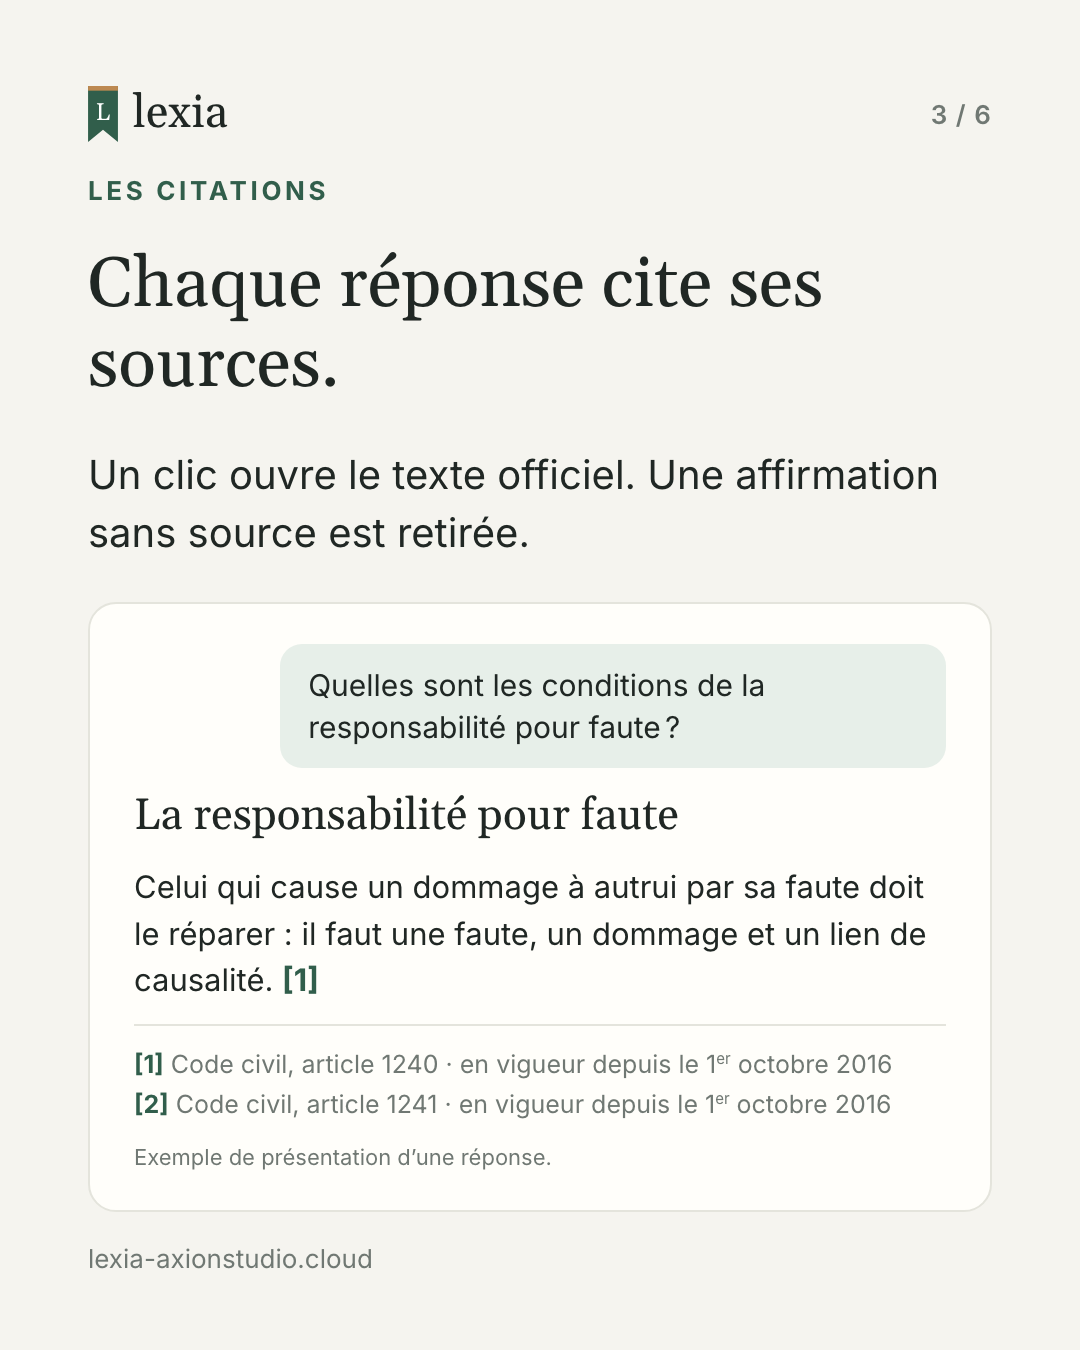 L lexia
3 / 6
LES CITATIONS
Chaque réponse cite ses
sources.
Un clic ouvre le texte officiel. Une affirmation
sans source est retirée.
Quelles sont les conditions de la
responsabilité pour faute ?
La responsabilité pour faute
Celui qui cause un dommage à autrui par sa faute doit
le réparer : il faut une faute, un dommage et un lien de
causalité. [1]
[1] Code civil, article 1240 · en vigueur depuis le 1er octobre 2016
[2] Code civil, article 1241 · en vigueur depuis le 1er octobre 2016
Exemple de présentation d’une réponse.
lexia-axionstudio.cloud